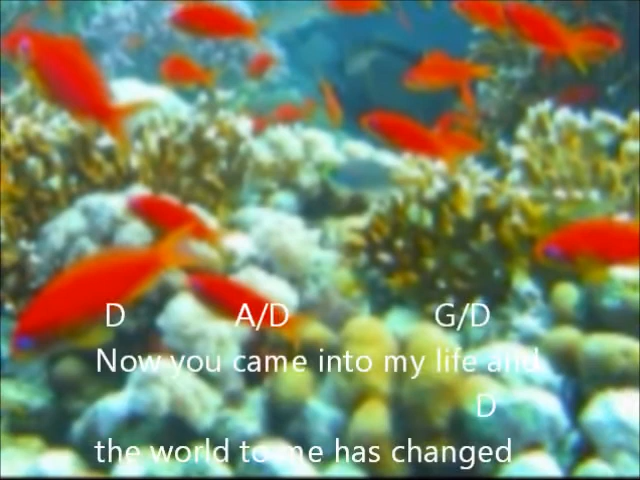 D A/D G/D
Now you came into my life and
D
the world to me has changed